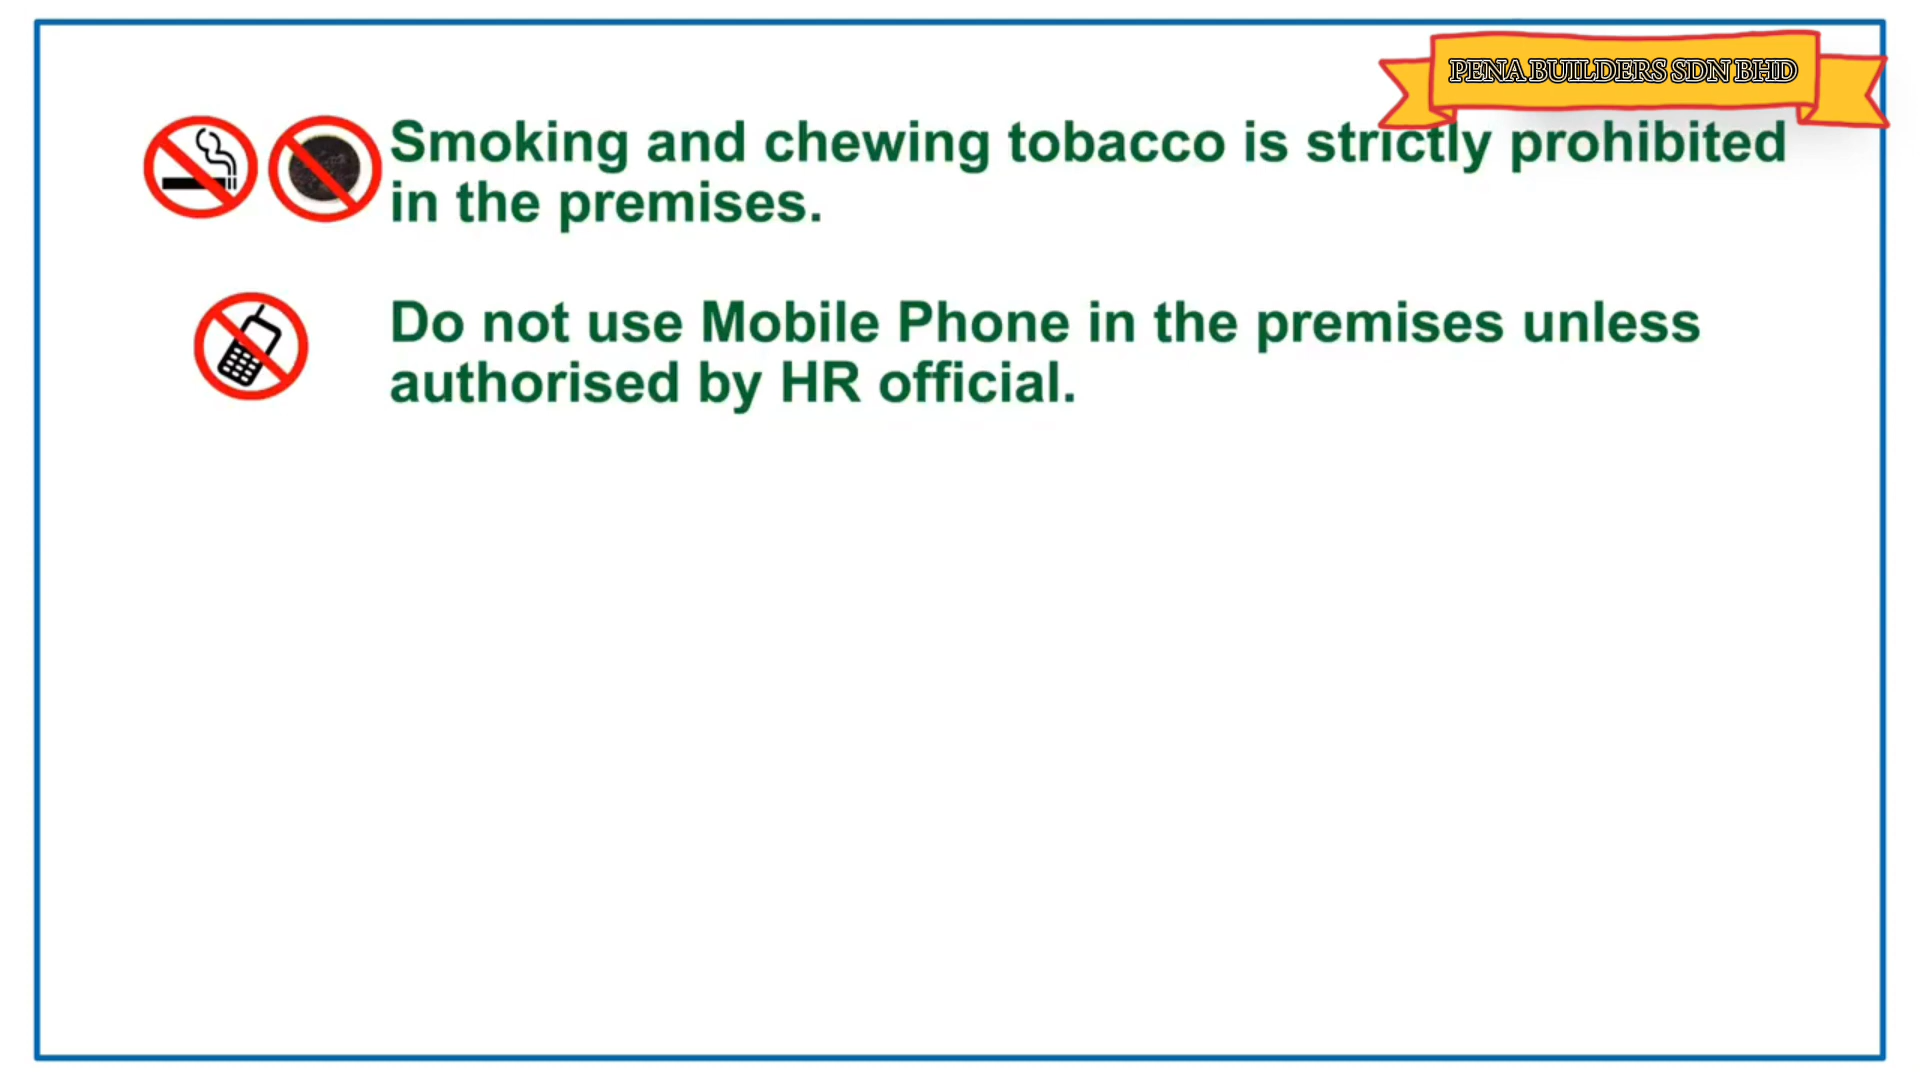 PENA BUILDERS SDN BHD
Smoking and chewing tobacco is strictly prohibited
in the premises.
Do not use Mobile Phone in the premises unless
authorised by HR official.